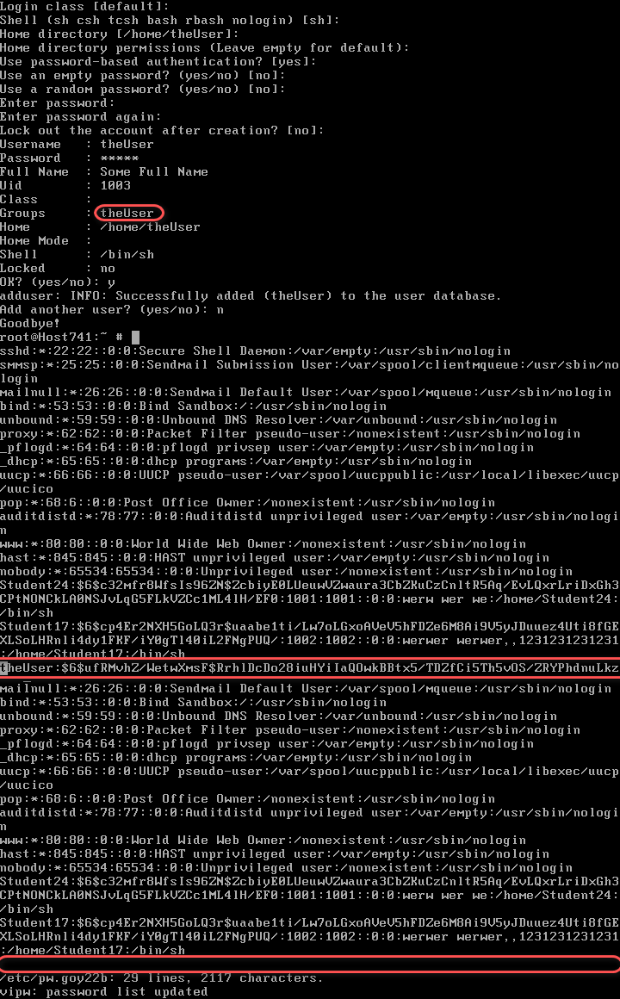 Login class [default]:
Shell (sh csh tcsh bash rbash nologin) [sh]:
Home directory [/home/theUser]:
Home directory permissions (Leave empty for default):
Use password-based authentication? [yes]:
Use an empty password? (yes/no) [no]:
Use a random password? (yes/no) [no]:
Enter password:
Enter password again:
Lock out the account after creation? [no]:
Username   : theUser
Password   : *****
Full Name  : Some Full Name
Uid        : 1003
Class      :
Groups     : theUser
Home       : /home/theUser
Home Mode  :
Shell      : /bin/sh
Locked     : no
OK? (yes/no): y
adduser: INFO: Successfully added (theUser) to the user database.
Add another user? (yes/no): n
Goodbye!
root@Host741:~ #
sshd:*:22:22::0:0:Secure Shell Daemon:/var/empty:/usr/sbin/nologin
smmsp:*:25:25::0:0:Sendmail Submission User:/var/spool/clientmqueue:/usr/sbin/no
login
mailnull:*:26:26::0:0:Sendmail Default User:/var/spool/mqueue:/usr/sbin/nologin
bind:*:53:53::0:0:Bind Sandbox:/:/usr/sbin/nologin
unbound:*:59:59::0:0:Unbound DNS Resolver:/var/unbound:/usr/sbin/nologin
proxy:*:62:62::0:0:Packet Filter pseudo-user:/nonexistent:/usr/sbin/nologin
_pflogd:*:64:64::0:0:pflogd privsep user:/var/empty:/usr/sbin/nologin
_dhcp:*:65:65::0:0:dhcp programs:/var/empty:/usr/sbin/nologin
uucp:*:66:66::0:0:UUCP pseudo-user:/var/spool/uucppublic:/usr/local/libexec/uucp
/uucico
pop:*:68:6::0:0:Post Office Owner:/nonexistent:/usr/sbin/nologin
auditdistd:*:78:77::0:0:Auditdistd unprivileged user:/var/empty:/usr/sbin/nologi
n
www:*:80:80::0:0:World Wide Web Owner:/nonexistent:/usr/sbin/nologin
hast:*:845:845::0:0:HAST unprivileged user:/var/empty:/usr/sbin/nologin
nobody:*:65534:65534::0:0:Unprivileged user:/nonexistent:/usr/sbin/nologin
Student24:$6$c32mfr8WfsIs96ZN$ZcbiyE0LUeuwVZwaura3CbZKuCzCnltR5Aq/EvLQxrLriDxGh3
CPtNONCkLA0NSJvLqG5FLkVZCc1ML4lH/EF0:1001:1001::0:0:werw wer we:/home/Student24:
/bin/sh
Student17:$6$cp4Er2NXH5GoLQ3r$uaabe1ti/Lw7oLGxoAVeV5hFDZe6M8Ai9V5yJDuuez4Uti8fGE
XLSoLHRnli4dy1FKF/iY0gTl40iL2FNgPUQ/:1002:1002::0:0:werwer werwer,,1231231231231
:/home/Student17:/bin/sh
theUser:$6$ufRMvhZ/WetwXmsF$RrhlDcDo28iuHYiIaQOwkBBtx5/TDZfCi5Th5vOS/ZRYPhdnuLkz
mailnull:*:26:26::0:0:Sendmail Default User:/var/spool/mqueue:/usr/sbin/nologin
bind:*:53:53::0:0:Bind Sandbox:/:/usr/sbin/nologin
unbound:*:59:59::0:0:Unbound DNS Resolver:/var/unbound:/usr/sbin/nologin
proxy:*:62:62::0:0:Packet Filter pseudo-user:/nonexistent:/usr/sbin/nologin
_pflogd:*:64:64::0:0:pflogd privsep user:/var/empty:/usr/sbin/nologin
_dhcp:*:65:65::0:0:dhcp programs:/var/empty:/usr/sbin/nologin
uucp:*:66:66::0:0:UUCP pseudo-user:/var/spool/uucppublic:/usr/local/libexec/uucp
/uucico
pop:*:68:6::0:0:Post Office Owner:/nonexistent:/usr/sbin/nologin
auditdistd:*:78:77::0:0:Auditdistd unprivileged user:/var/empty:/usr/sbin/nologi
n
www:*:80:80::0:0:World Wide Web Owner:/nonexistent:/usr/sbin/nologin
hast:*:845:845::0:0:HAST unprivileged user:/var/empty:/usr/sbin/nologin
nobody:*:65534:65534::0:0:Unprivileged user:/nonexistent:/usr/sbin/nologin
Student24:$6$c32mfr8WfsIs96ZN$ZcbiyE0LUeuwVZwaura3CbZKuCzCnltR5Aq/EvLQxrLriDxGh3
CPtNONCkLA0NSJvLqG5FLkVZCc1ML4lH/EF0:1001:1001::0:0:werw wer we:/home/Student24:
/bin/sh
Student17:$6$cp4Er2NXH5GoLQ3r$uaabe1ti/Lw7oLGxoAVeV5hFDZe6M8Ai9V5yJDuuez4Uti8fGE
XLSoLHRnli4dy1FKF/iY0gTl40iL2FNgPUQ/:1002:1002::0:0:werwer werwer,,1231231231231
:/home/Student17:/bin/sh
/etc/pw.goy22b: 29 lines, 2117 characters.
vipw: password list updated